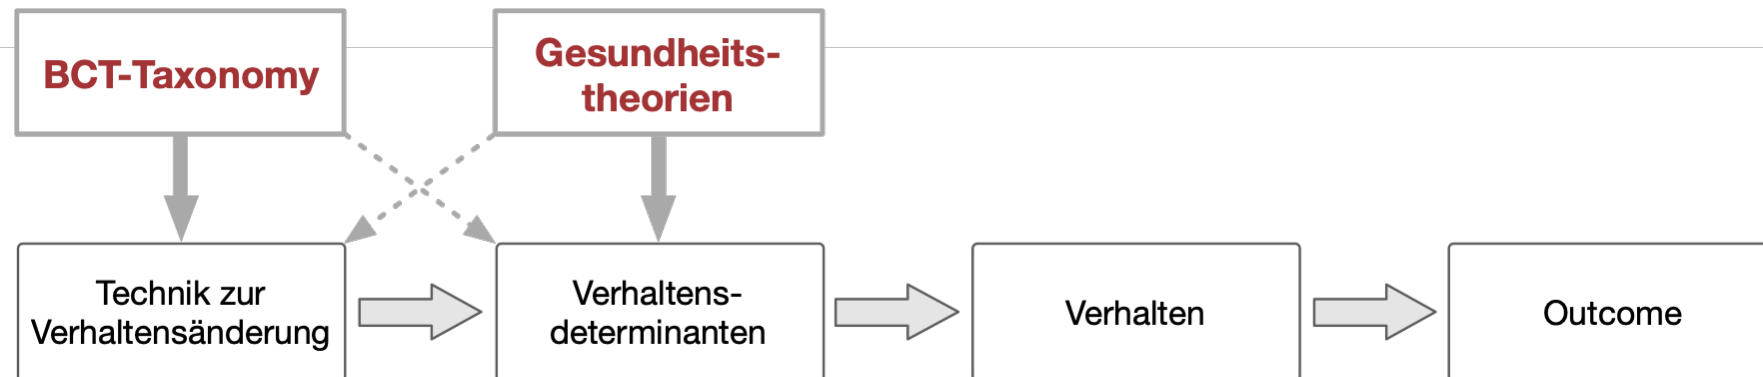 BCT-Taxonomy
Gesundheits-
theorien
Technik zur
Verhaltensänderung
Verhaltens-
determinanten
Verhalten
Outcome